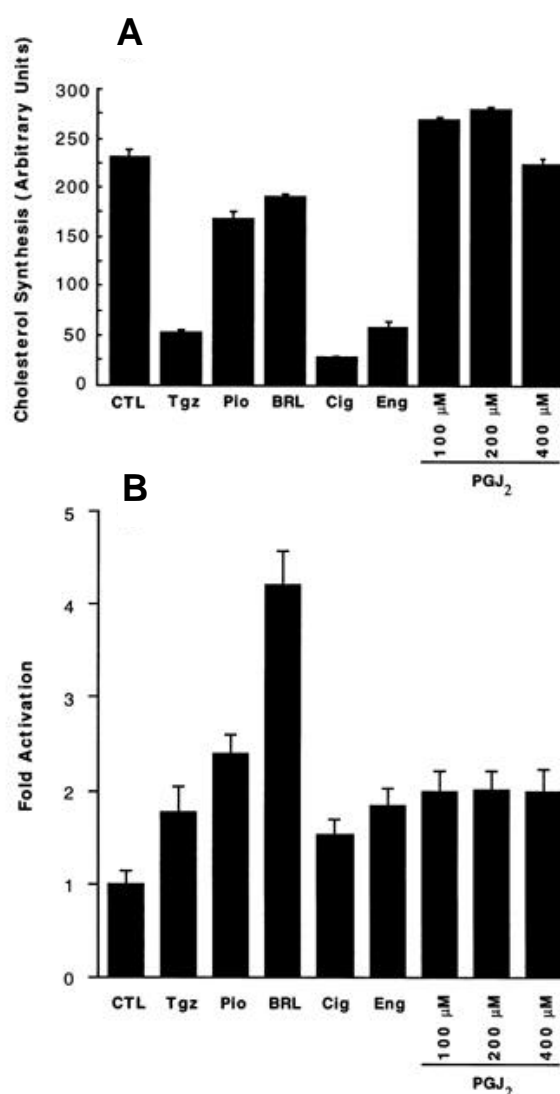 A
Cholesterol Synthesis (Arbitrary Units)
300
250
200
150
100
50
0
CTL Tgz Pio BRL Cig Eng 100 μM 200 μM 400 μM
PGJ2
B
Fold Activation
5
4
3
2
1
0
CTL Tgz Pio BRL Cig Eng 100 μM 200 μM 400 μM
PGJ2